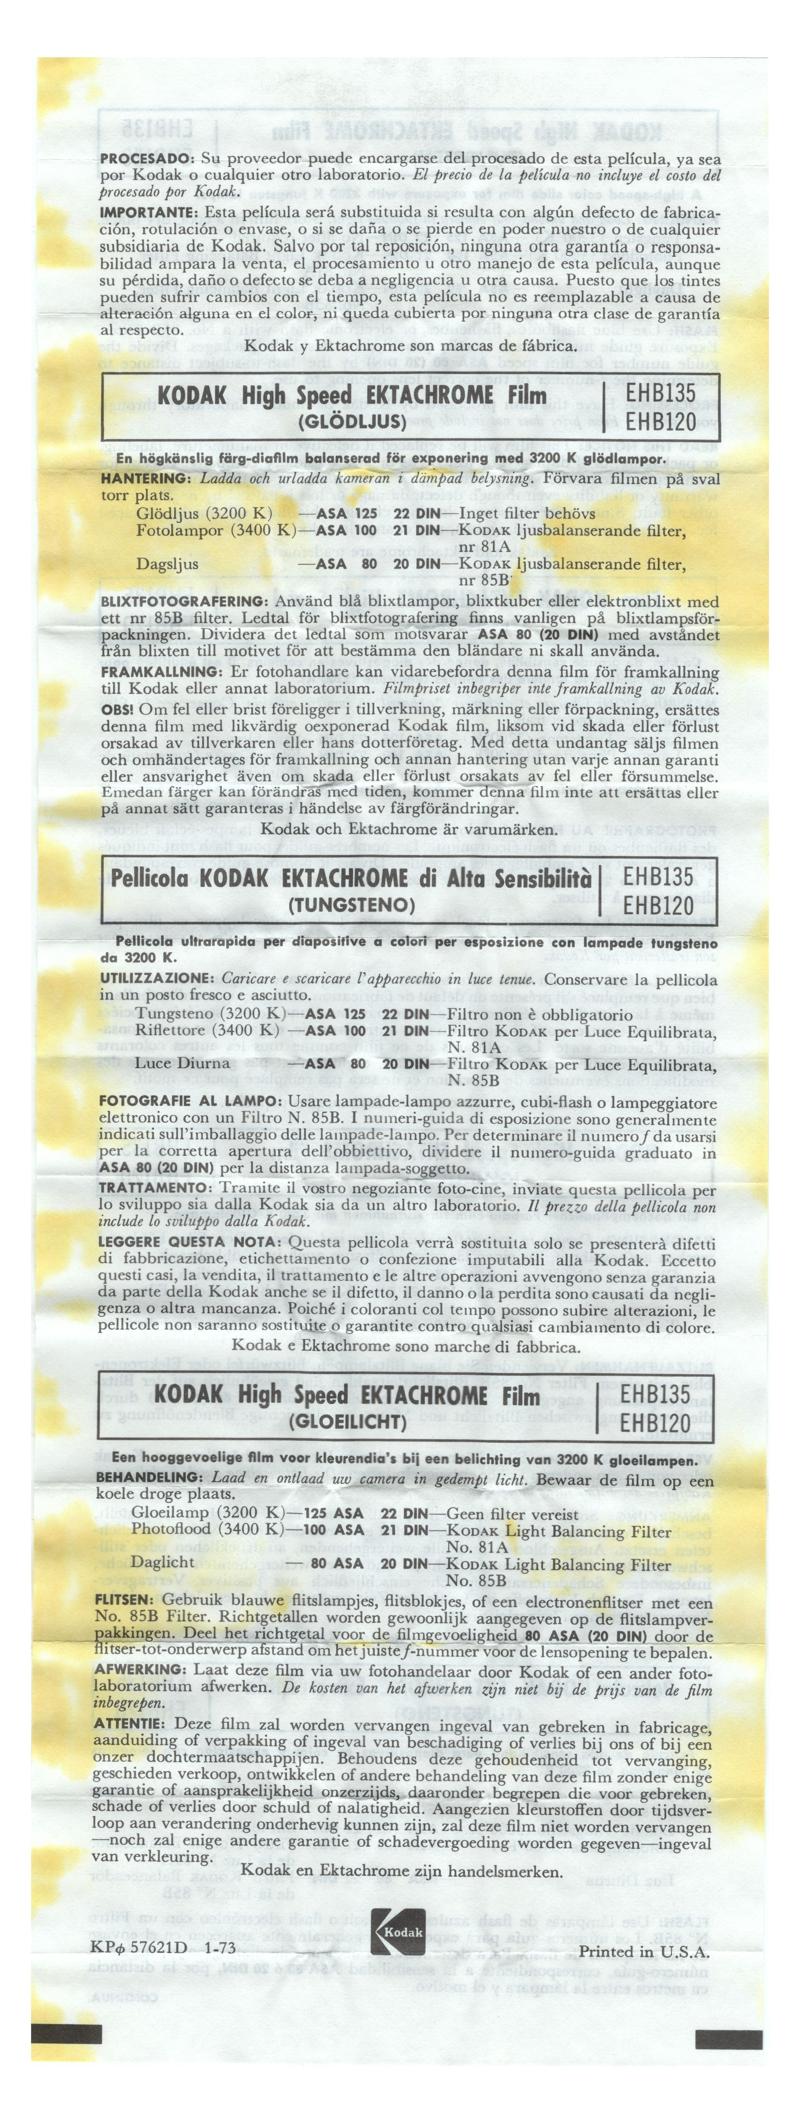 PROCESADO: Su proveedor puede encargarse del procesado de esta película, ya sea
por Kodak o cualquier otro laboratorio. El precio de la película no incluye el costo del
procesado por Kodak.
IMPORTANTE: Esta película será substituida si resulta con algún defecto de fabrica-
ción, rotulación o envase, o si se daña o se pierde en poder nuestro o de cualquier
subsidiaria de Kodak. Salvo por tal reposición, ninguna otra garantía o responsa-
bilidad ampara la venta, el procesamiento u otro manejo de esta película, aunque
su pérdida, daño o defecto se deba a negligencia u otra causa. Puesto que los tintes
pueden sufrir cambios con el tiempo, esta película no es reemplazable a causa de
alteración alguna en el color, ni queda cubierta por ninguna otra clase de garantía
al respecto.
Kodak y Ektachrome son marcas de fábrica.
KODAK High Speed EKTACHROME Film EHB135
(GLÖDLJUS) EHB120
En högkänslig färg-diafilm balanserad för exponering med 3200 K glödlampor.
HANTERING: Ladda och urladda kameran i dämpad belysning. Förvara filmen på sval
torr plats.
Glödljus (3200 K) —ASA 125 22 DIN—Inget filter behövs
Fotolampor (3400 K)—ASA 100 21 DIN—KODAK ljusbalanserande filter,
nr 81A
Dagsljus —ASA 80 20 DIN—KODAK ljusbalanserande filter,
nr 85B
BLIXTFOTOGRAFERING: Använd blå blixtlampor, blixtkuber eller elektronblixt med
ett nr 85B filter. Ledtal för blixtfotografering finns vanligen på blixtlampsför-
packningen. Dividera det ledtal som motsvarar ASA 80 (20 DIN) med avståndet
från blixten till motivet för att bestämma den bländare ni skall använda.
FRAMKALLNING: Er fotohandlare kan vidarebefordra denna film för framkallning
till Kodak eller annat laboratorium. Filmpriset inbegriper inte framkallning av Kodak.
OBS! Om fel eller brist föreligger i tillverkning, märkning eller förpackning, ersättes
denna film med likvärdig oexponerad Kodak film, liksom vid skada eller förlust
orsakad av tillverkaren eller hans dotterföretag. Med detta undantag säljs filmen
och omhändertages för framkallning och annan hantering utan varje annan garanti
eller ansvarighet även om skada eller förlust orsakats av fel eller försummelse.
Emedan färger kan förändras med tiden, kommer denna film inte att ersättas eller
på annat sätt garanteras i händelse av färgförändringar.
Kodak och Ektachrome är varumärken.
Pellicola KODAK EKTACHROME di Alta Sensibilità EHB135
(TUNGSTENO) EHB120
Pellicola ultrarapida per diapositive a colori per esposizione con lampade tungsteno
da 3200 K.
UTILIZZAZIONE: Caricare e scaricare l'apparecchio in luce tenue. Conservare la pellicola
in un posto fresco e asciutto.
Tungsteno (3200 K)—ASA 125 22 DIN—Filtro non è obbligatorio
Riflettore (3400 K) —ASA 100 21 DIN—Filtro KODAK per Luce Equilibrata,
N. 81A
Luce Diurna —ASA 80 20 DIN—Filtro KODAK per Luce Equilibrata,
N. 85B
FOTOGRAFIE AL LAMPO: Usare lampade-lampo azzurre, cubi-flash o lampeggiatore
elettronico con un Filtro N. 85B. I numeri-guida di esposizione sono generalmente
indicati sull'imballaggio delle lampade-lampo. Per determinare il numero f da usarsi
per la corretta apertura dell'obbiettivo, dividere il numero-guida graduato in
ASA 80 (20 DIN) per la distanza lampada-soggetto.
TRATTAMENTO: Tramite il vostro negoziante foto-cine, inviate questa pellicola per
lo sviluppo sia dalla Kodak sia da un altro laboratorio. Il prezzo della pellicola non
include lo sviluppo dalla Kodak.
LEGGERE QUESTA NOTA: Questa pellicola verrà sostituita solo se presenterà difetti
di fabbricazione, etichettamento o confezione imputabili alla Kodak. Eccetto
questi casi, la vendita, il trattamento e le altre operazioni avvengono senza garanzia
da parte della Kodak anche se il difetto, il danno o la perdita sono causati da negli-
genza o altra mancanza. Poiché i coloranti col tempo possono subire alterazioni, le
pellicole non saranno sostituite o garantite contro qualsiasi cambiamento di colore.
Kodak e Ektachrome sono marche di fabbrica.
KODAK High Speed EKTACHROME Film EHB135
(GLOEILICHT) EHB120
Een hooggevoelige film voor kleurendia's bij een belichting van 3200 K gloeilampen.
BEHANDELING: Laad en ontlaad uw camera in gedempt licht. Bewaar de film op een
koele droge plaats.
Gloeilamp (3200 K)—125 ASA 22 DIN—Geen filter vereist
Photoflood (3400 K)—100 ASA 21 DIN—KODAK Light Balancing Filter
No. 81A
Daglicht — 80 ASA 20 DIN—KODAK Light Balancing Filter
No. 85B
FLITSEN: Gebruik blauwe flitslampjes, flitsblokjes, of een electronenflitser met een
No. 85B Filter. Richtgetallen worden gewoonlijk aangegeven op de flitslampver-
pakkingen. Deel het richtgetal voor de filmgevoeligheid 80 ASA (20 DIN) door de
flitser-tot-onderwerp afstand om het juiste f-nummer voor de lensopening te bepalen.
AFWERKING: Laat deze film via uw fotohandelaar door Kodak of een ander foto-
laboratorium afwerken. De kosten van het afwerken zijn niet bij de prijs van de film
inbegrepen.
ATTENTIE: Deze film zal worden vervangen ingeval van gebreken in fabricage,
aanduiding of verpakking of ingeval van beschadiging of verlies bij ons of bij een
onzer dochtermaatschappijen. Behoudens deze gehoudenheid tot vervanging,
geschieden verkoop, ontwikkelen of andere behandeling van deze film zonder enige
garantie of aansprakelijkheid onzerzijds, daaronder begrepen die voor gebreken,
schade of verlies door schuld of nalatigheid. Aangezien kleurstoffen door tijdsver-
loop aan verandering onderhevig kunnen zijn, zal deze film niet worden vervangen
—noch zal enige andere garantie of schadevergoeding worden gegeven—ingeval
van verkleuring.
Kodak en Ektachrome zijn handelsmerken.
Kodak
KPϕ 57621D 1-73 Printed in U.S.A.